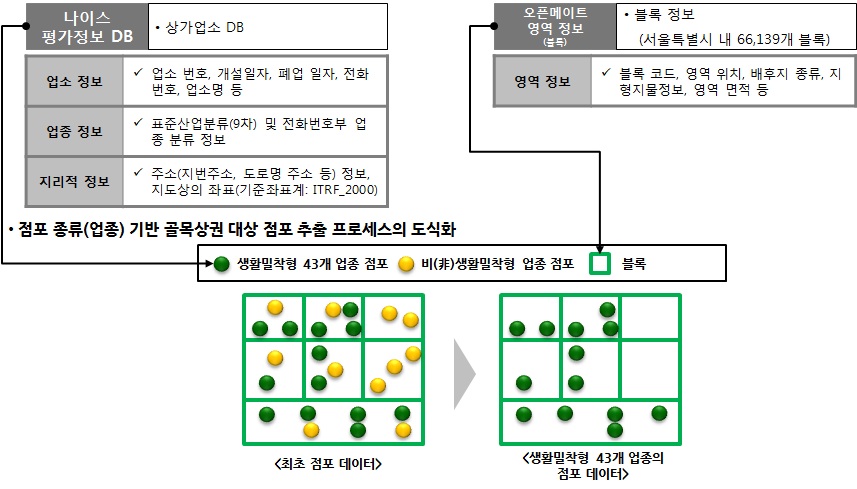 나이스
평가정보 DB
• 상가업소 DB
업소 정보
✓ 업소 번호, 개설일자, 폐업 일자, 전화
번호, 업소명 등
업종 정보
✓ 표준산업분류(9차) 및 전화번호부 업
종 분류 정보
지리적 정보
✓ 주소(지번주소, 도로명 주소 등) 정보,
지도상의 좌표(기준좌표계: ITRF_2000)
오픈메이트
영역 정보
(블록)
• 블록 정보
(서울특별시 내 66,139개 블록)
영역 정보
✓ 블록 코드, 영역 위치, 배후지 종류, 지
형지물정보, 영역 면적 등
• 점포 종류(업종) 기반 골목상권 대상 점포 추출 프로세스의 도식화
생활밀착형 43개 업종 점포
비(非)생활밀착형 업종 점포
블록
<최초 점포 데이터>
<생활밀착형 43개 업종의
점포 데이터>